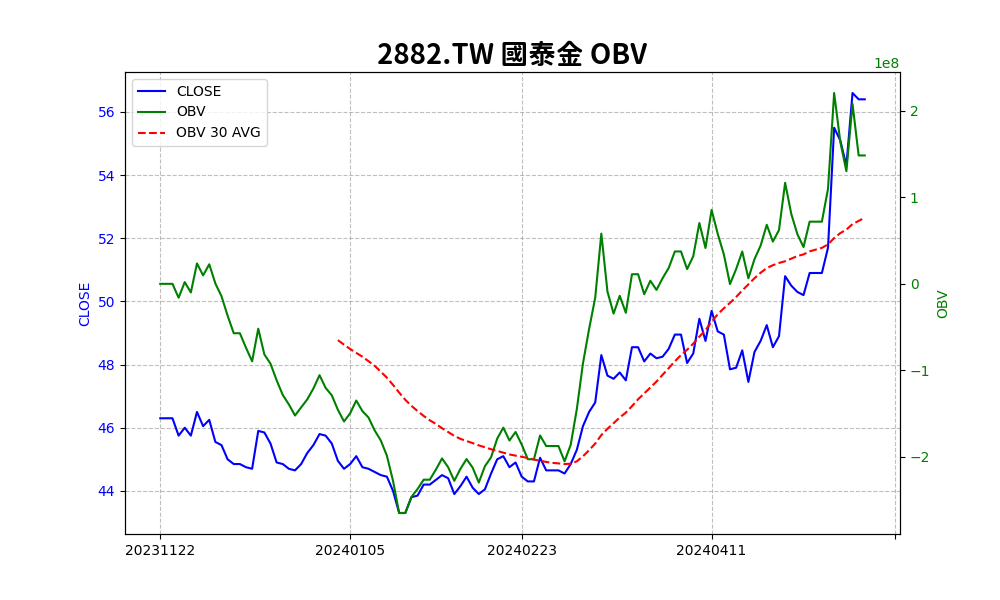 2882.TW 國泰金 OBV
1e8
CLOSE
OBV
OBV 30 AVG
56
54
52
50
48
46
44
CLOSE
2
1
0
−1
−2
OBV
20231122
20240105
20240223
20240411